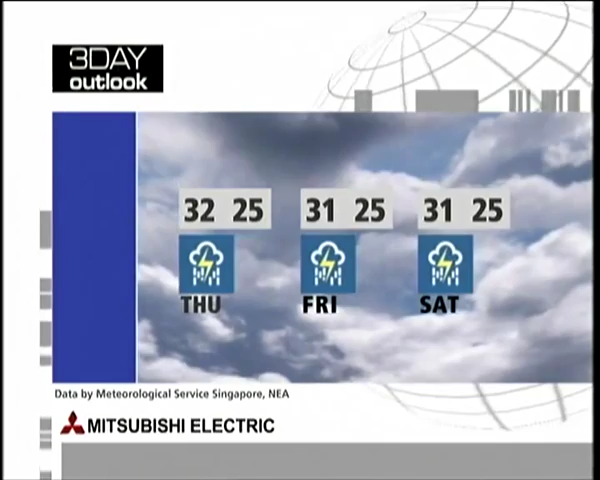 3DAY
outlook
32 25 31 25 31 25
THU FRI SAT
Data by Meteorological Service Singapore, NEA
MITSUBISHI ELECTRIC